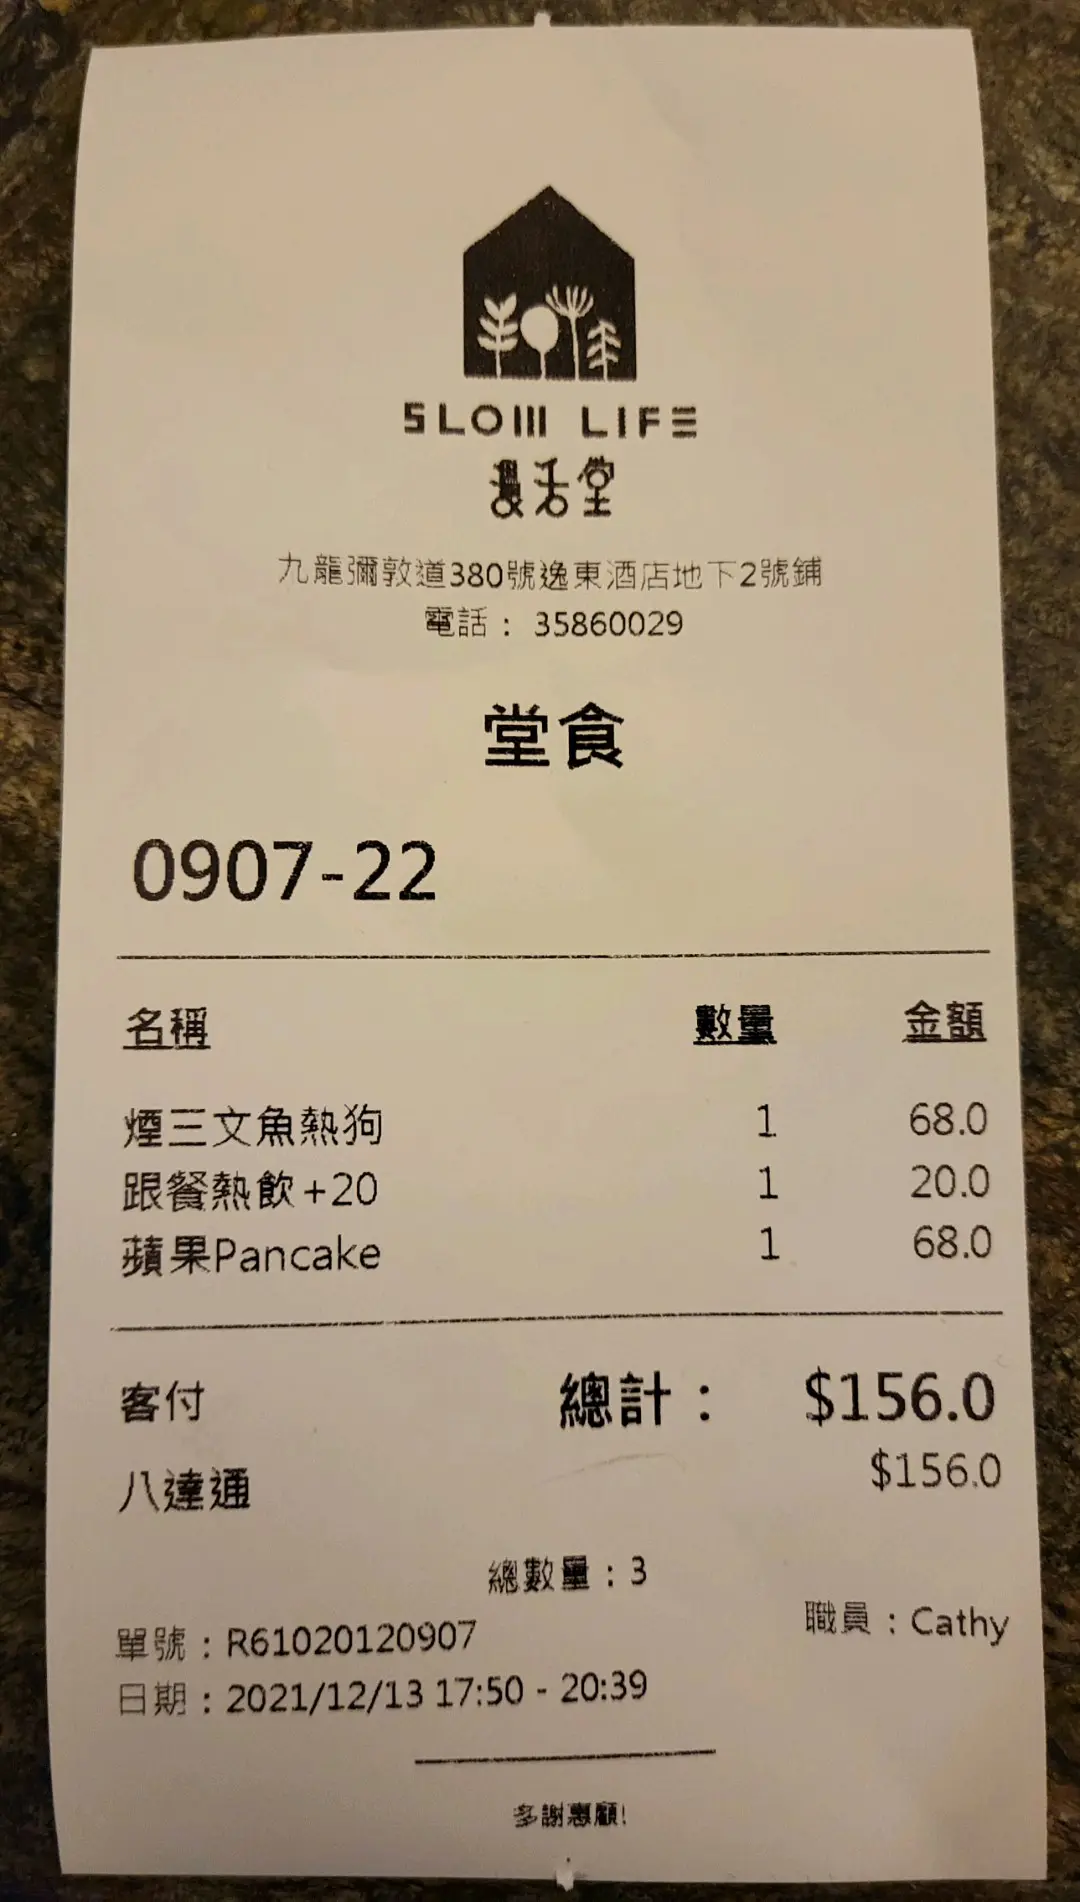 SLOW LIFE
漫活堂
九龍彌敦道380號逸東酒店地下2號鋪
電話： 35860029
堂食
0907-22
名稱 數量 金額
煙三文魚熱狗 1 68.0
跟餐熱飲+20 1 20.0
蘋果Pancake 1 68.0
客付 總計： $156.0
八達通 $156.0
總數量：3
單號：R61020120907 職員：Cathy
日期：2021/12/13 17:50 - 20:39
多謝惠顧!